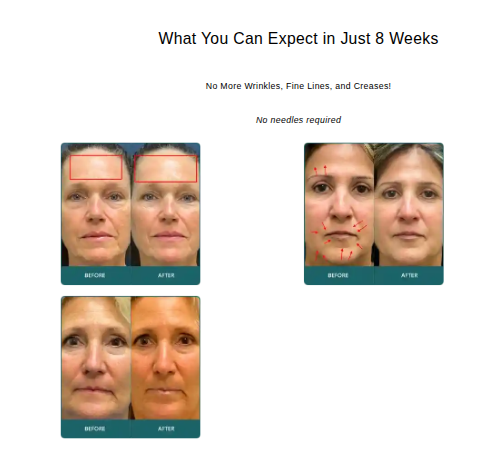 What You Can Expect in Just 8 Weeks
No More Wrinkles, Fine Lines, and Creases!
No needles required
BEFORE AFTER
BEFORE AFTER
BEFORE AFTER